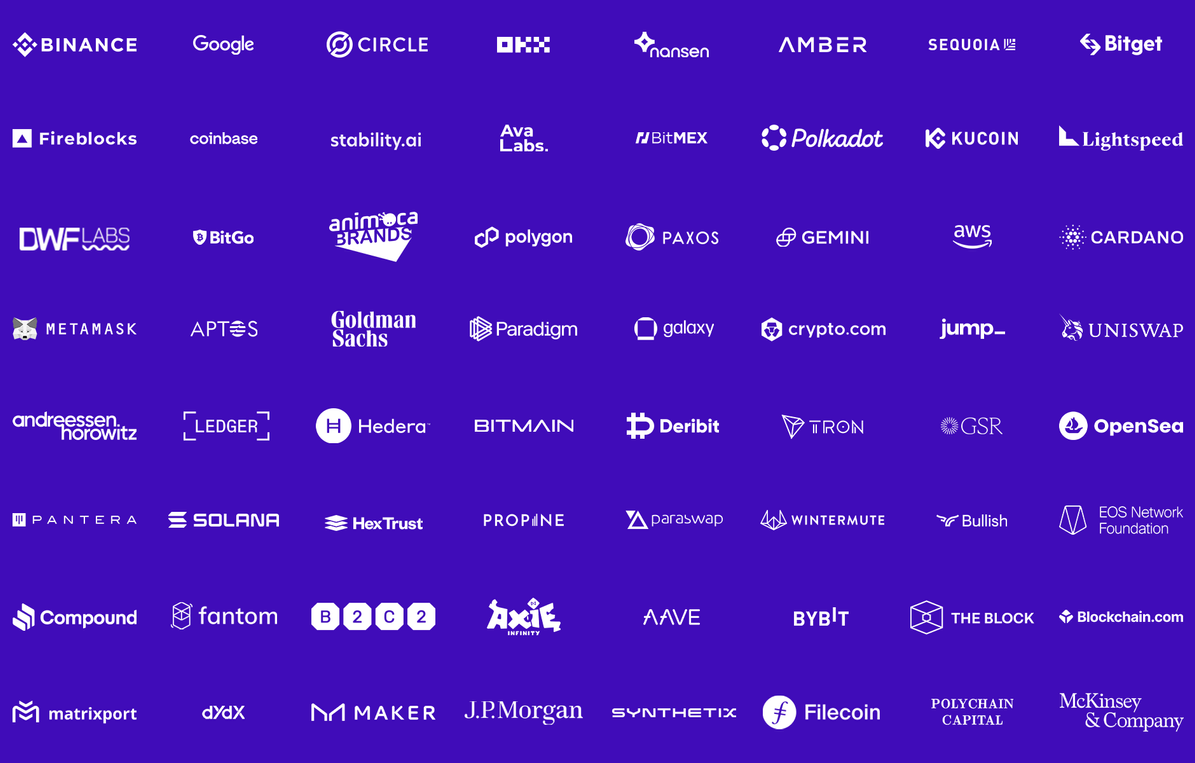 BINANCE
Google
CIRCLE
OKX
nansen
AMBER
SEQUOIA
Bitget
Fireblocks
coinbase
stability.ai
Ava
Labs.
BitMEX
Polkadot
KUCOIN
Lightspeed
DWF LABS
BitGo
animoca
BRANDS
polygon
PAXOS
GEMINI
aws
CARDANO
METAMASK
APTOS
Goldman
Sachs
Paradigm
galaxy
crypto.com
jump_
UNISWAP
andreessen.
horowitz
LEDGER
Hedera
BITMAIN
Deribit
TRON
GSR
OpenSea
PANTERA
SOLANA
HexTrust
PROPINE
paraswap
WINTERMUTE
Bullish
EOS Network
Foundation
Compound
fantom
B2C2
AXIE
INFINITY
AAVE
BYBIT
THE BLOCK
Blockchain.com
matrixport
dYdX
MAKER
J.P.Morgan
SYNTHETIX
Filecoin
POLYCHAIN
CAPITAL
McKinsey
& Company